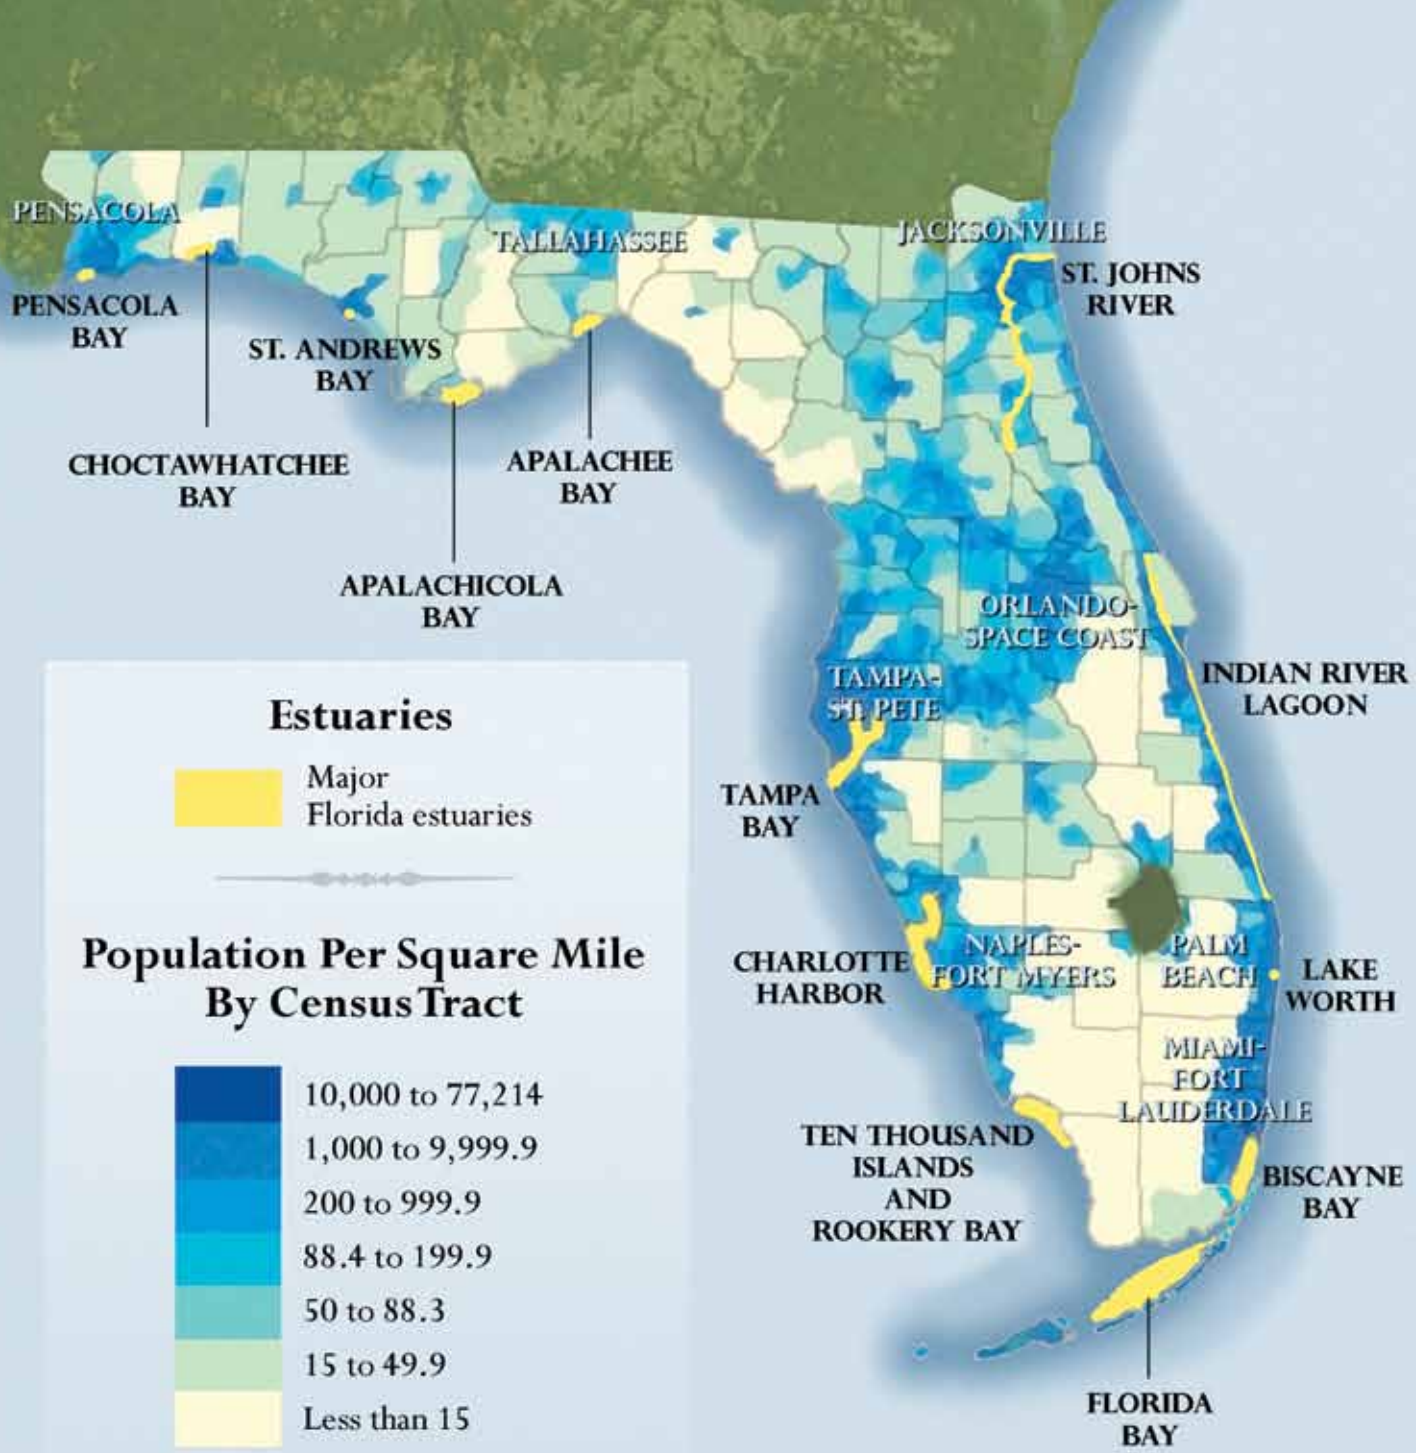 PENSACOLA
TALLAHASSEE
JACKSONVILLE
PENSACOLA
BAY
ST. JOHNS
RIVER
ST. ANDREWS
BAY
CHOCTAWHATCHEE
BAY
APALACHEE
BAY
APALACHICOLA
BAY
ORLANDO-
SPACE COAST
TAMPA-
ST. PETE
INDIAN RIVER
LAGOON
TAMPA
BAY
CHARLOTTE
HARBOR
NAPLES-
FORT MYERS
PALM
BEACH
LAKE
WORTH
MIAMI-
FORT
LAUDERDALE
TEN THOUSAND
ISLANDS
AND
ROOKERY BAY
BISCAYNE
BAY
FLORIDA
BAY
Estuaries
Major
Florida estuaries
Population Per Square Mile
By Census Tract
10,000 to 77,214
1,000 to 9,999.9
200 to 999.9
88.4 to 199.9
50 to 88.3
15 to 49.9
Less than 15